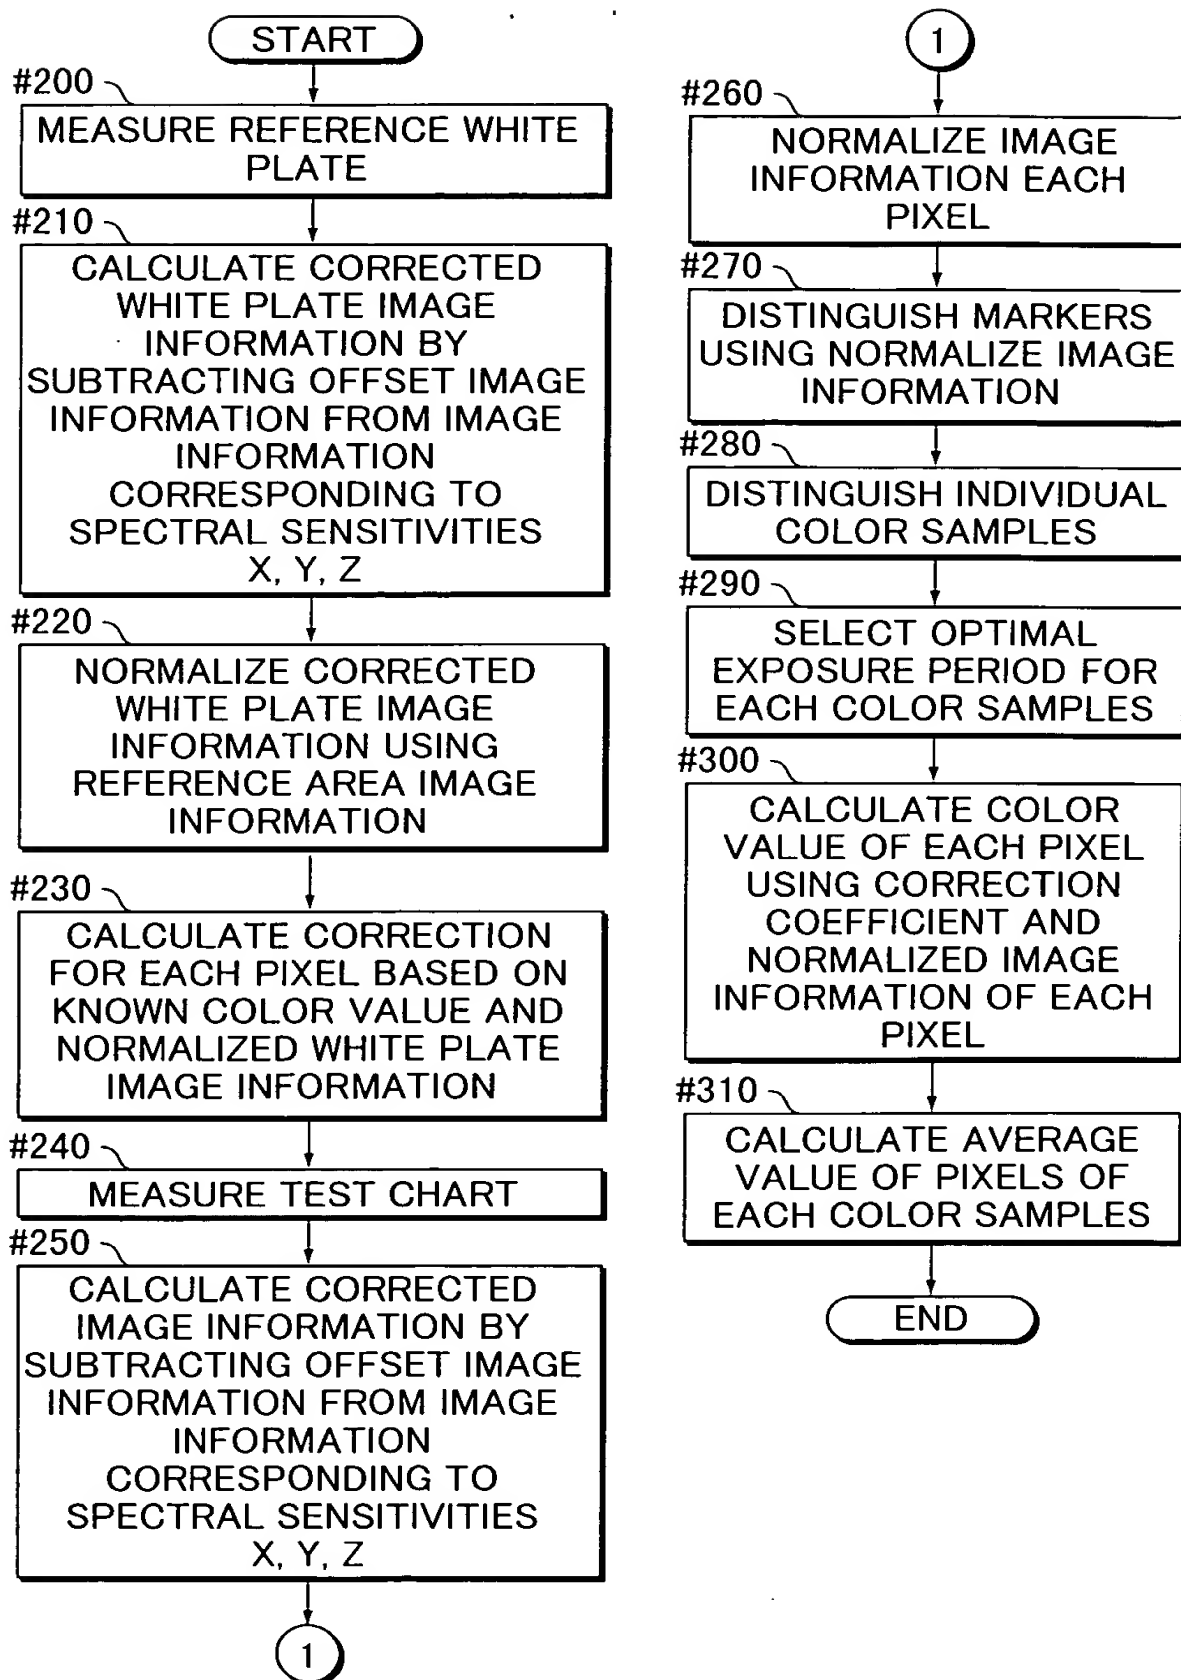 START
#200
MEASURE REFERENCE WHITE
PLATE
#210
CALCULATE CORRECTED
WHITE PLATE IMAGE
INFORMATION BY
SUBTRACTING OFFSET IMAGE
INFORMATION FROM IMAGE
INFORMATION
CORRESPONDING TO
SPECTRAL SENSITIVITIES
X, Y, Z
#220
NORMALIZE CORRECTED
WHITE PLATE IMAGE
INFORMATION USING
REFERENCE AREA IMAGE
INFORMATION
#230
CALCULATE CORRECTION
FOR EACH PIXEL BASED ON
KNOWN COLOR VALUE AND
NORMALIZED WHITE PLATE
IMAGE INFORMATION
#240
MEASURE TEST CHART
#250
CALCULATE CORRECTED
IMAGE INFORMATION BY
SUBTRACTING OFFSET IMAGE
INFORMATION FROM IMAGE
INFORMATION
CORRESPONDING TO
SPECTRAL SENSITIVITIES
X, Y, Z
1
1
#260
NORMALIZE IMAGE
INFORMATION EACH
PIXEL
#270
DISTINGUISH MARKERS
USING NORMALIZE IMAGE
INFORMATION
#280
DISTINGUISH INDIVIDUAL
COLOR SAMPLES
#290
SELECT OPTIMAL
EXPOSURE PERIOD FOR
EACH COLOR SAMPLES
#300
CALCULATE COLOR
VALUE OF EACH PIXEL
USING CORRECTION
COEFFICIENT AND
NORMALIZED IMAGE
INFORMATION OF EACH
PIXEL
#310
CALCULATE AVERAGE
VALUE OF PIXELS OF
EACH COLOR SAMPLES
END